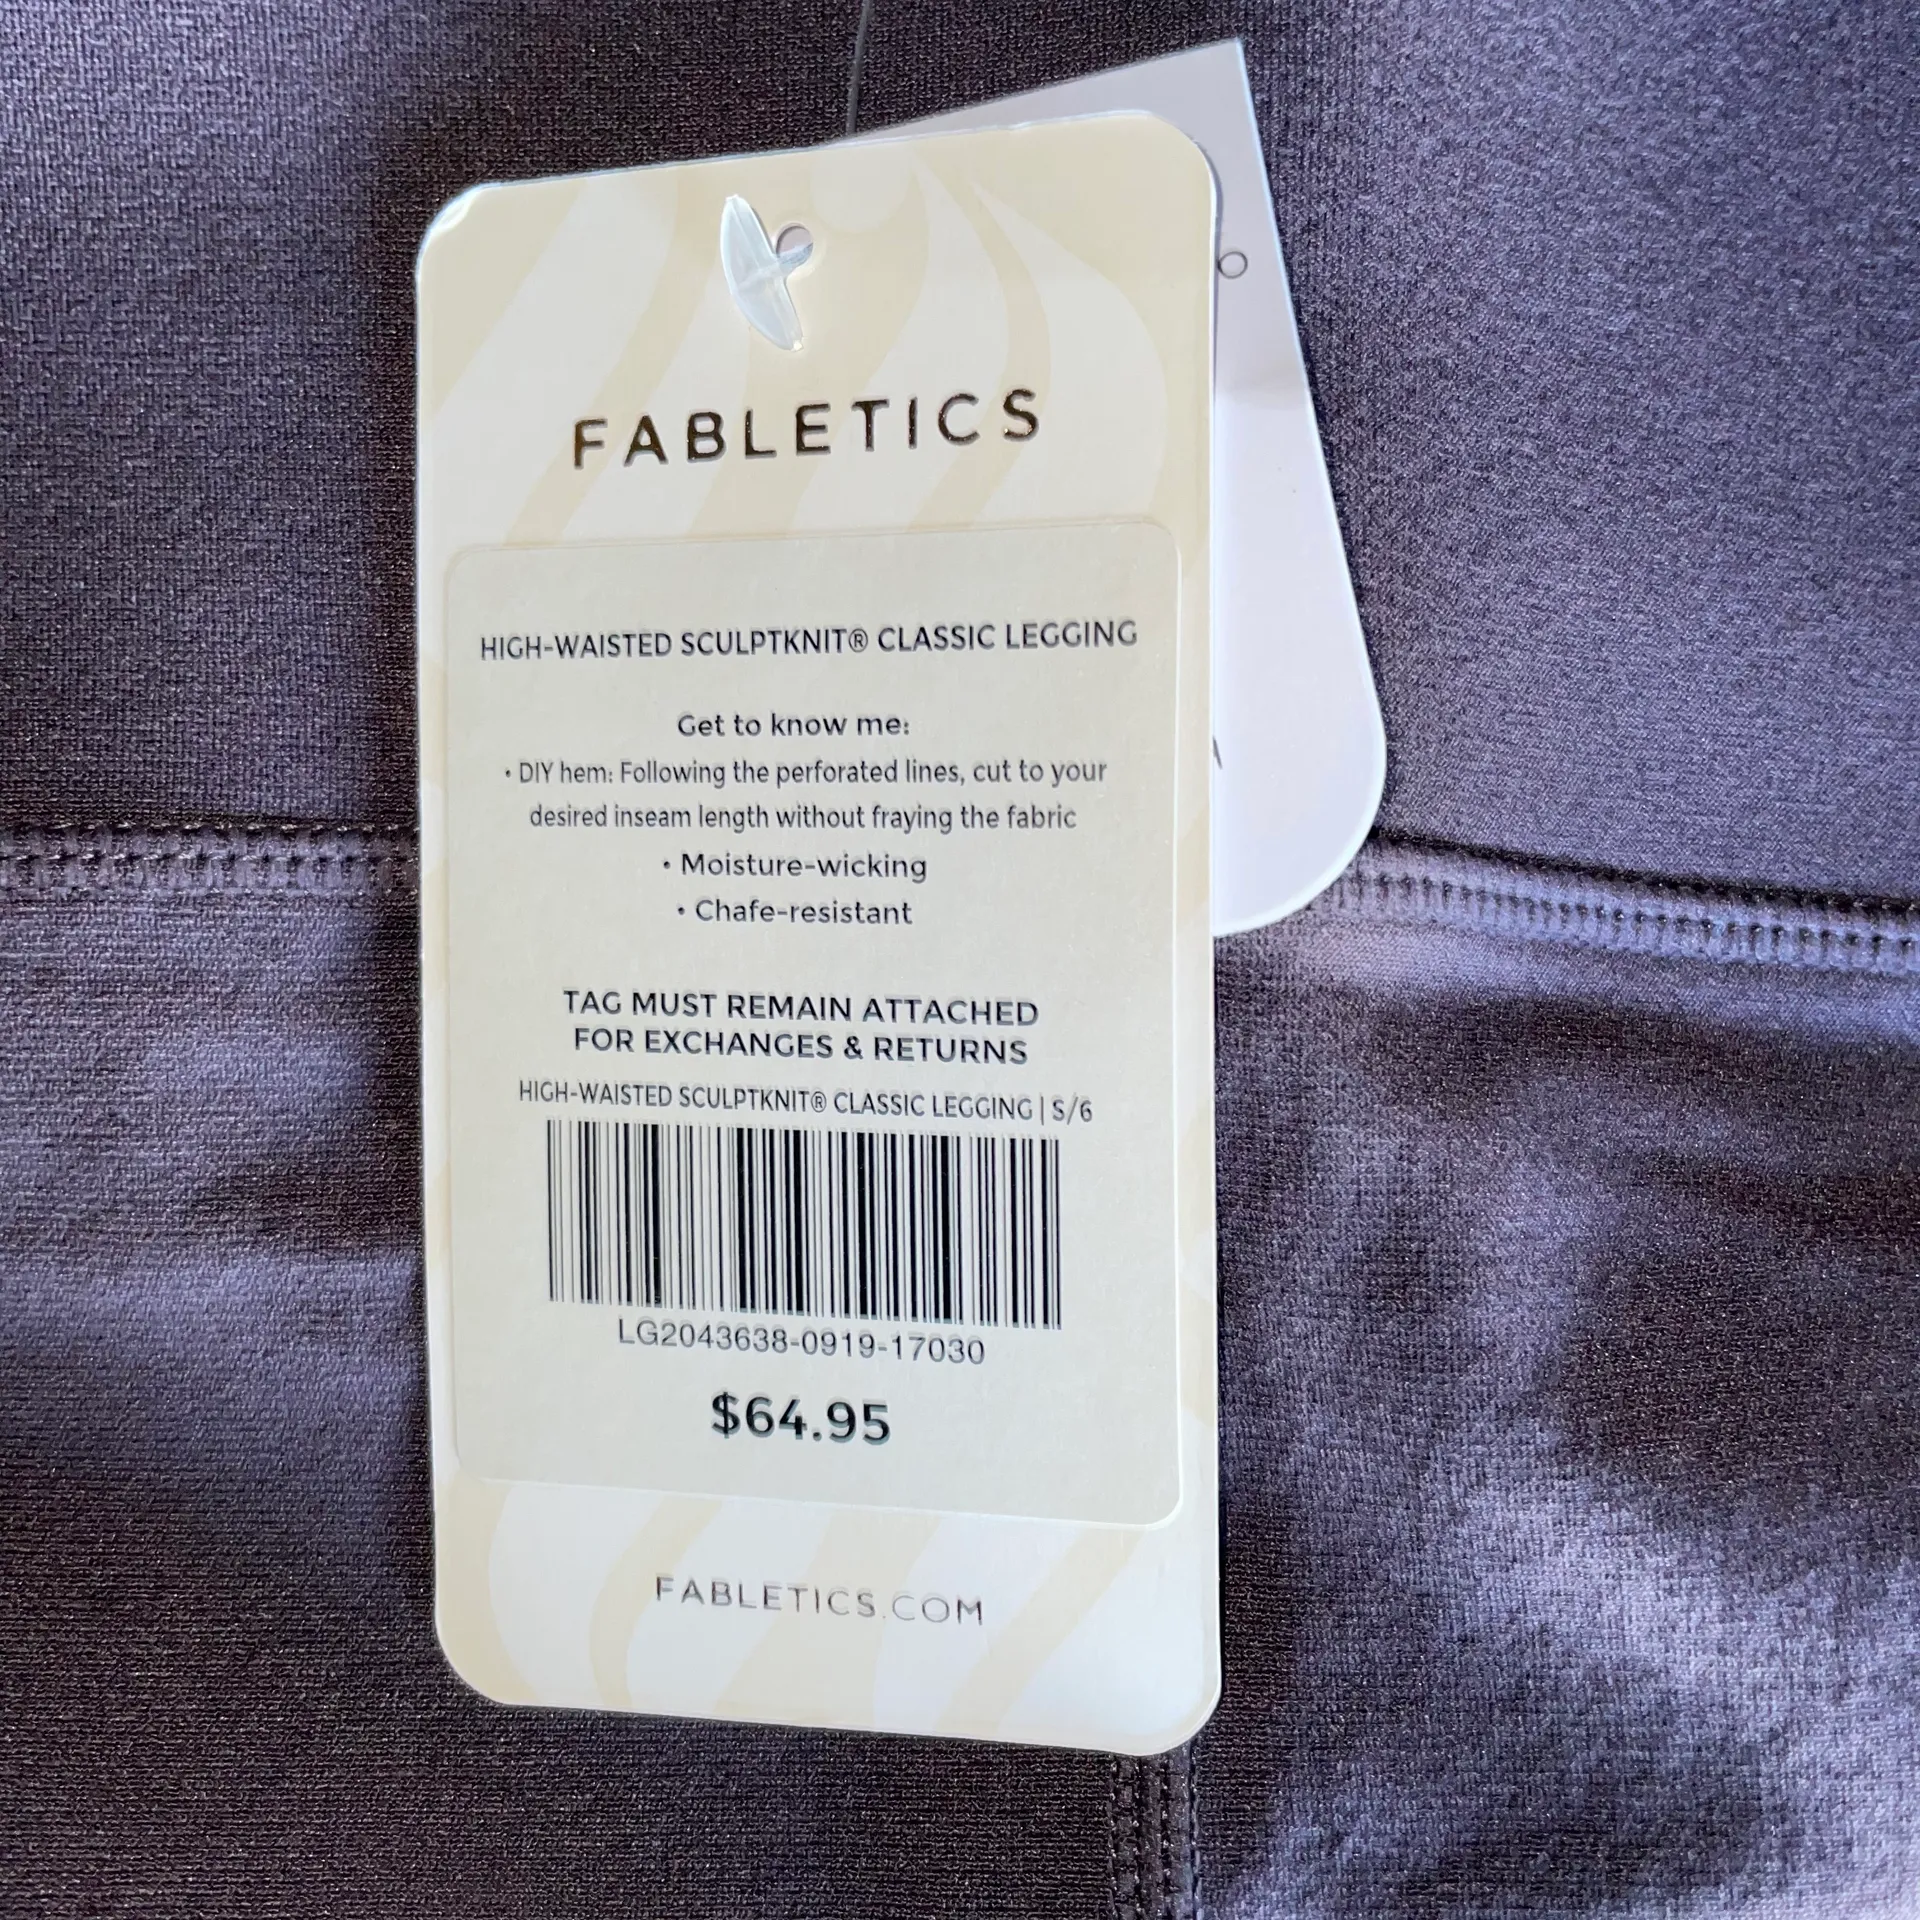 FABLETICS
HIGH-WAISTED SCULPTKNIT® CLASSIC LEGGING
Get to know me:
• DIY hem: Following the perforated lines, cut to your
desired inseam length without fraying the fabric
• Moisture-wicking
• Chafe-resistant
TAG MUST REMAIN ATTACHED
FOR EXCHANGES & RETURNS
HIGH-WAISTED SCULPTKNIT® CLASSIC LEGGING | S/6
LG2043638-0919-17030
$64.95
FABLETICS.COM